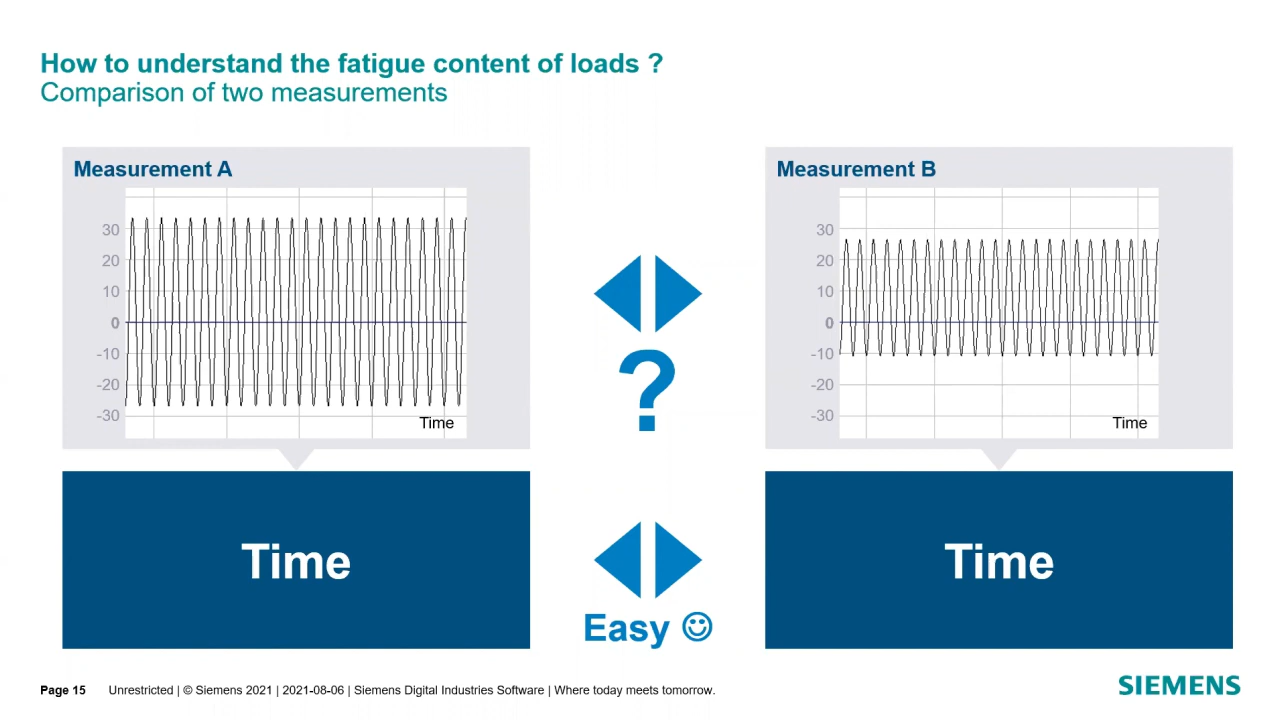 How to understand the fatigue content of loads ?
Comparison of two measurements
Measurement A
30
20
10
0
-10
-20
-30
Time
Measurement B
30
20
10
0
-10
-20
-30
Time
?
Time
Easy ☺
Time
Page 15 Unrestricted | © Siemens 2021 | 2021-08-06 | Siemens Digital Industries Software | Where today meets tomorrow.
SIEMENS